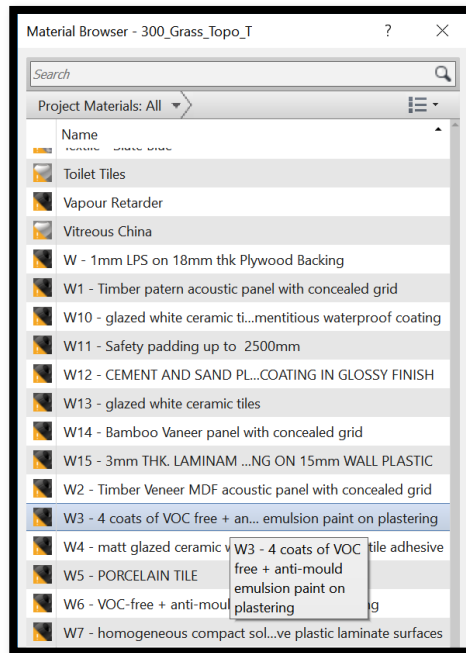 Material Browser - 300_Grass_Topo_T
?
Search
Project Materials: All
Name
Textile - Slate Blue
Toilet Tiles
Vapour Retarder
Vitreous China
W - 1mm LPS on 18mm thk Plywood Backing
W1 - Timber patern acoustic panel with concealed grid
W10 - glazed white ceramic ti...mentitious waterproof coating
W11 - Safety padding up to 2500mm
W12 - CEMENT AND SAND PL...COATING IN GLOSSY FINISH
W13 - glazed white ceramic tiles
W14 - Bamboo Vaneer panel with concealed grid
W15 - 3mm THK. LAMINAM ...NG ON 15mm WALL PLASTIC
W2 - Timber Veneer MDF acoustic panel with concealed grid
W3 - 4 coats of VOC free + an... emulsion paint on plastering
W4 - matt glazed ceramic tile adhesive
W3 - 4 coats of VOC
free + anti-mould
emulsion paint on
plastering
W5 - PORCELAIN TILE
W6 - VOC-free + anti-mou
W7 - homogeneous compact sol...ve plastic laminate surfaces